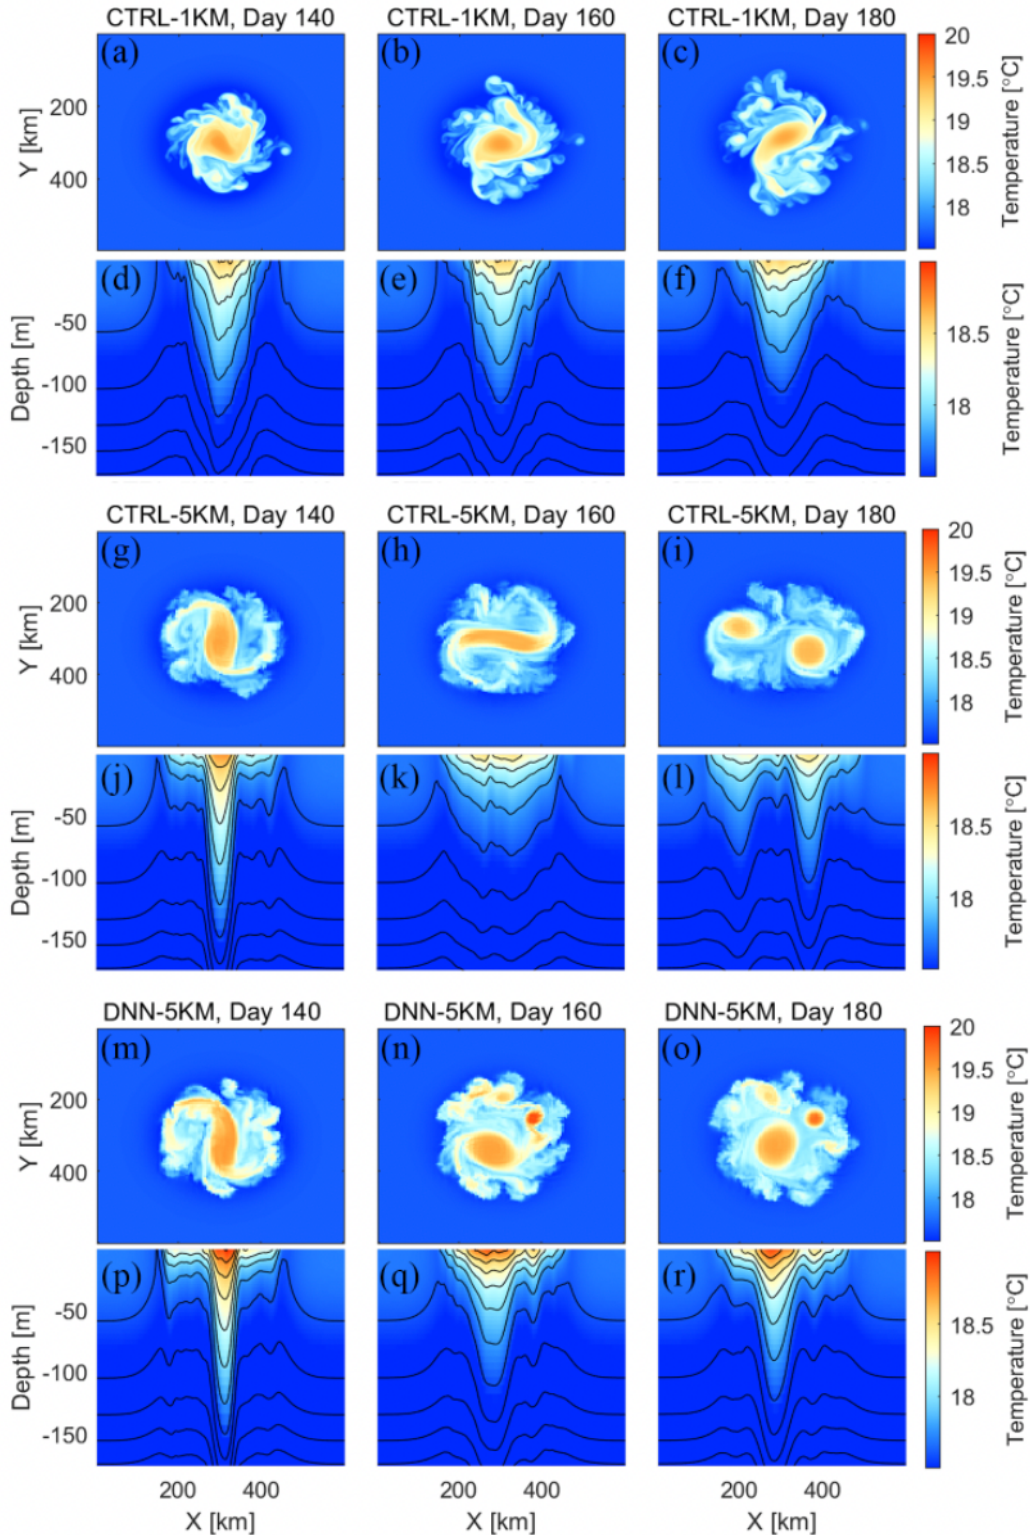 CTRL-1KM, Day 140 CTRL-1KM, Day 160 CTRL-1KM, Day 180
(a) (b) (c)
Y [km]
200
400
20
19.5
19
18.5
18
Temperature [°C]
(d) (e) (f)
Depth [m]
-50
-100
-150
18.5
18
Temperature [°C]
CTRL-5KM, Day 140 CTRL-5KM, Day 160 CTRL-5KM, Day 180
(g) (h) (i)
Y [km]
200
400
20
19.5
19
18.5
18
Temperature [°C]
(j) (k) (l)
Depth [m]
-50
-100
-150
18.5
18
Temperature [°C]
DNN-5KM, Day 140 DNN-5KM, Day 160 DNN-5KM, Day 180
(m) (n) (o)
Y [km]
200
400
20
19.5
19
18.5
18
Temperature [°C]
(p) (q) (r)
Depth [m]
-50
-100
-150
18.5
18
Temperature [°C]
200 400 200 400 200 400
X [km] X [km] X [km]